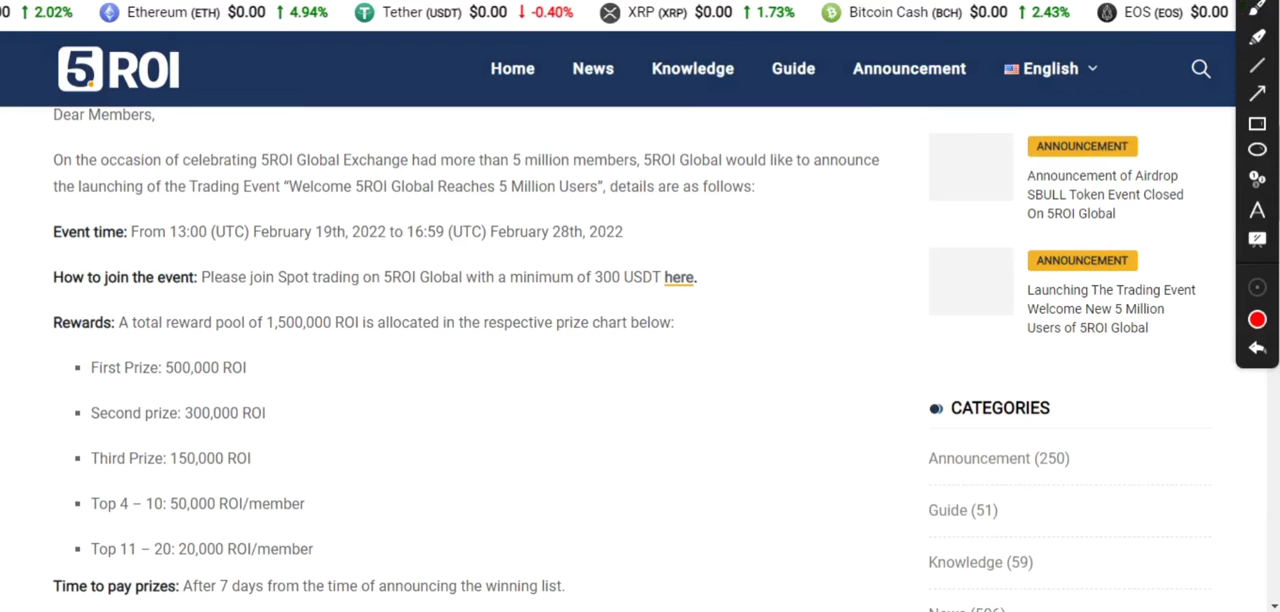 00 ↑ 2.02% Ethereum (ETH) $0.00 ↑ 4.94% Tether (USDT) $0.00 ↓ -0.40% XRP (XRP) $0.00 ↑ 1.73% Bitcoin Cash (BCH) $0.00 ↑ 2.43% EOS (EOS) $0.00
5ROI Home News Knowledge Guide Announcement English
Dear Members,
On the occasion of celebrating 5ROI Global Exchange had more than 5 million members, 5ROI Global would like to announce
the launching of the Trading Event “Welcome 5ROI Global Reaches 5 Million Users”, details are as follows:
Event time: From 13:00 (UTC) February 19th, 2022 to 16:59 (UTC) February 28th, 2022
How to join the event: Please join Spot trading on 5ROI Global with a minimum of 300 USDT here.
Rewards: A total reward pool of 1,500,000 ROI is allocated in the respective prize chart below:
▪ First Prize: 500,000 ROI
▪ Second prize: 300,000 ROI
▪ Third Prize: 150,000 ROI
▪ Top 4 – 10: 50,000 ROI/member
▪ Top 11 – 20: 20,000 ROI/member
Time to pay prizes: After 7 days from the time of announcing the winning list.
ANNOUNCEMENT
Announcement of Airdrop
SBULL Token Event Closed
On 5ROI Global
ANNOUNCEMENT
Launching The Trading Event
Welcome New 5 Million
Users of 5ROI Global
CATEGORIES
Announcement (250)
Guide (51)
Knowledge (59)